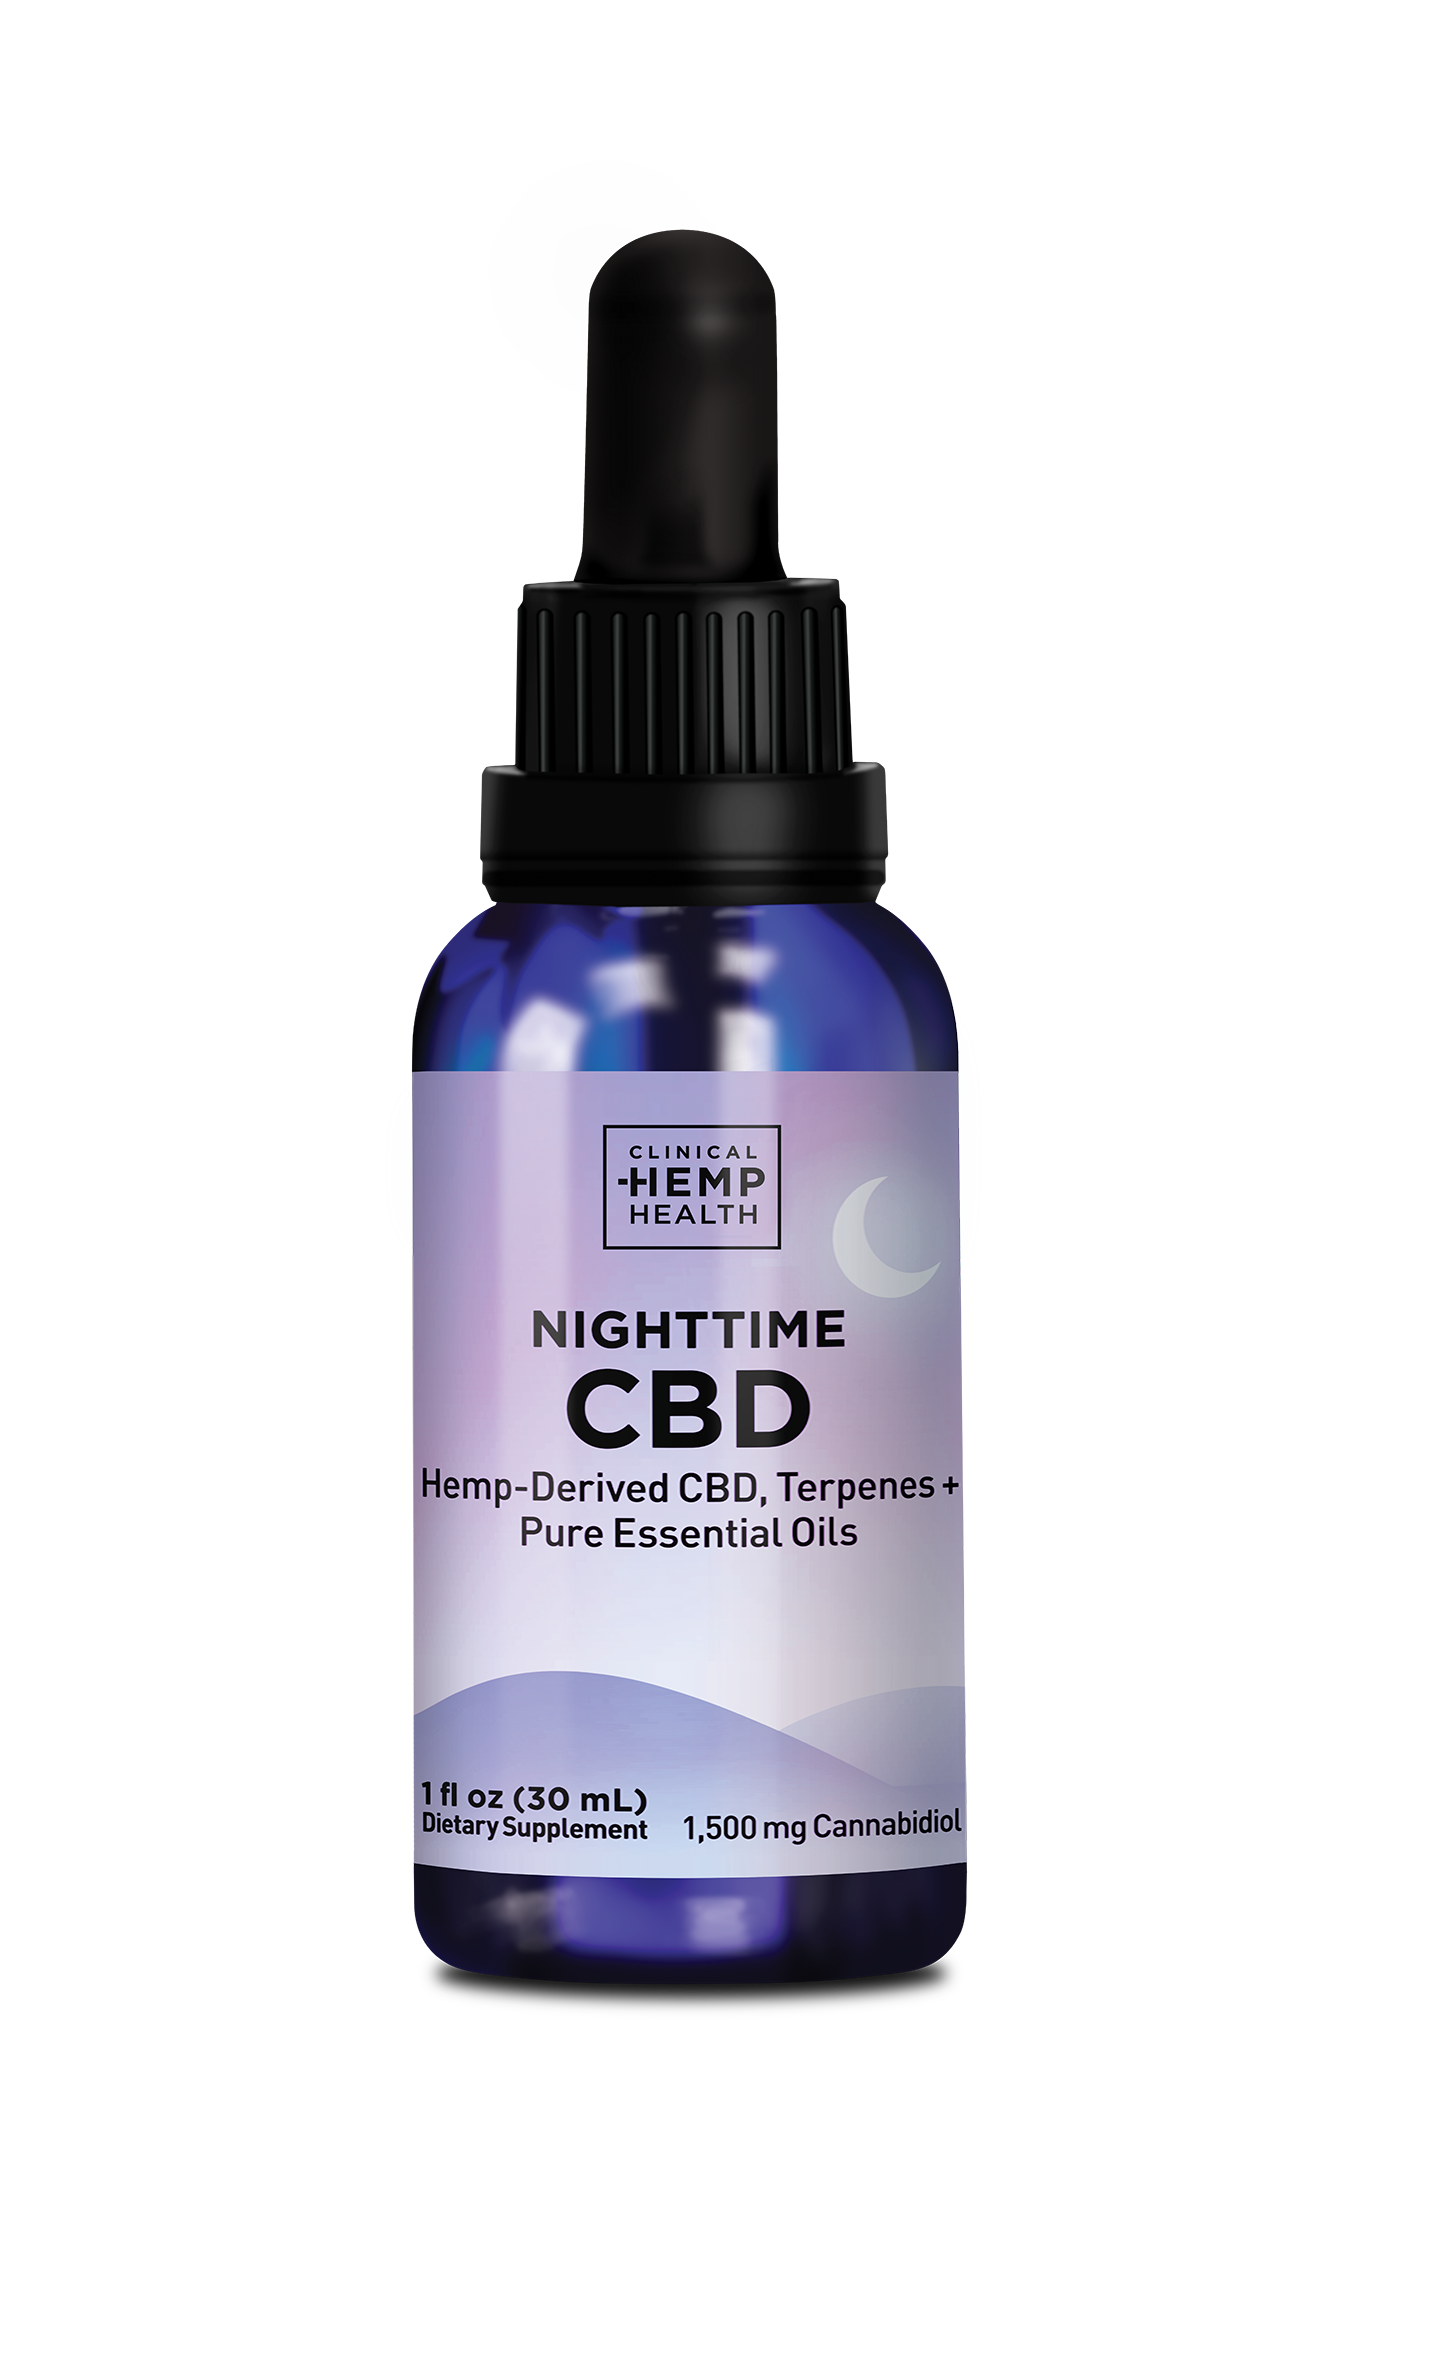 CLINICAL
HEMP
HEALTH
NIGHTTIME
CBD
Hemp-Derived CBD, Terpenes +
Pure Essential Oils
1 fl oz (30 mL)
Dietary Supplement
1,500 mg Cannabidiol